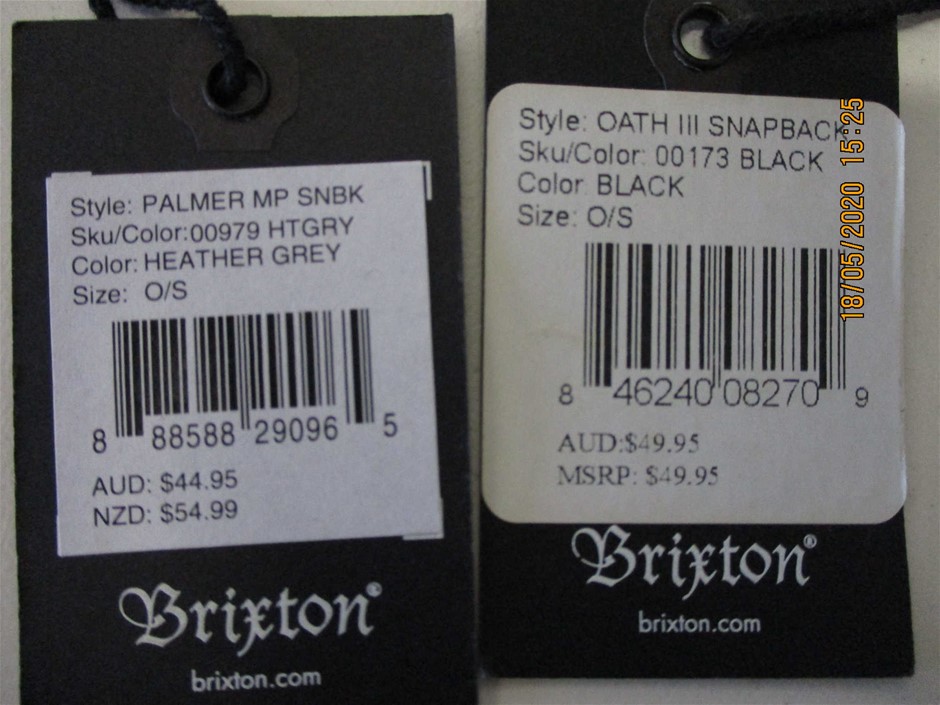 Style: PALMER MP SNBK
Sku/Color:00979 HTGRY
Color: HEATHER GREY
Size: O/S
8 88588 29096 5
AUD: $44.95
NZD: $54.99
Brixton®
brixton.com
Style: OATH III SNAPBACK
Sku/Color: 00173 BLACK
Color: BLACK
Size: O/S
8 46240 08270 9
AUD:$49.95
MSRP: $49.95
Brixton®
brixton.com
18/05/2020 15:25